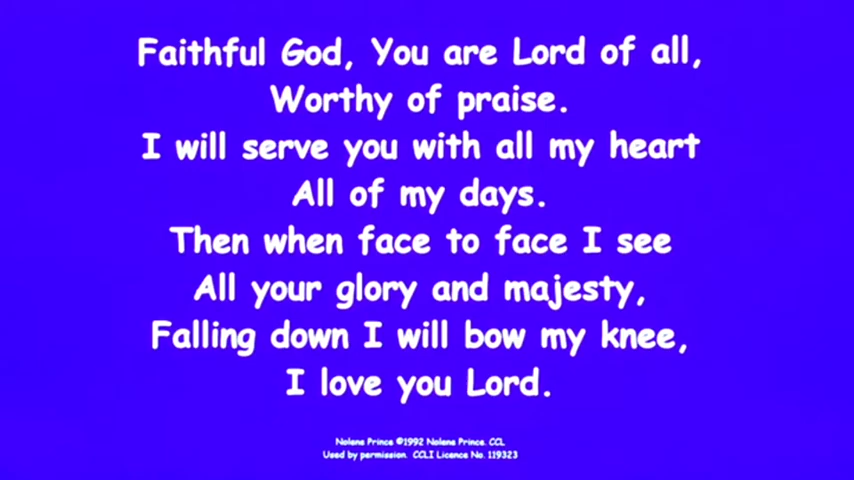 Faithful God, You are Lord of all,
Worthy of praise.
I will serve you with all my heart
All of my days.
Then when face to face I see
All your glory and majesty,
Falling down I will bow my knee,
I love you Lord.
Nolene Prince ©1992 Nolene Prince. CCL
Used by permission. CCLI Licence No. 119323